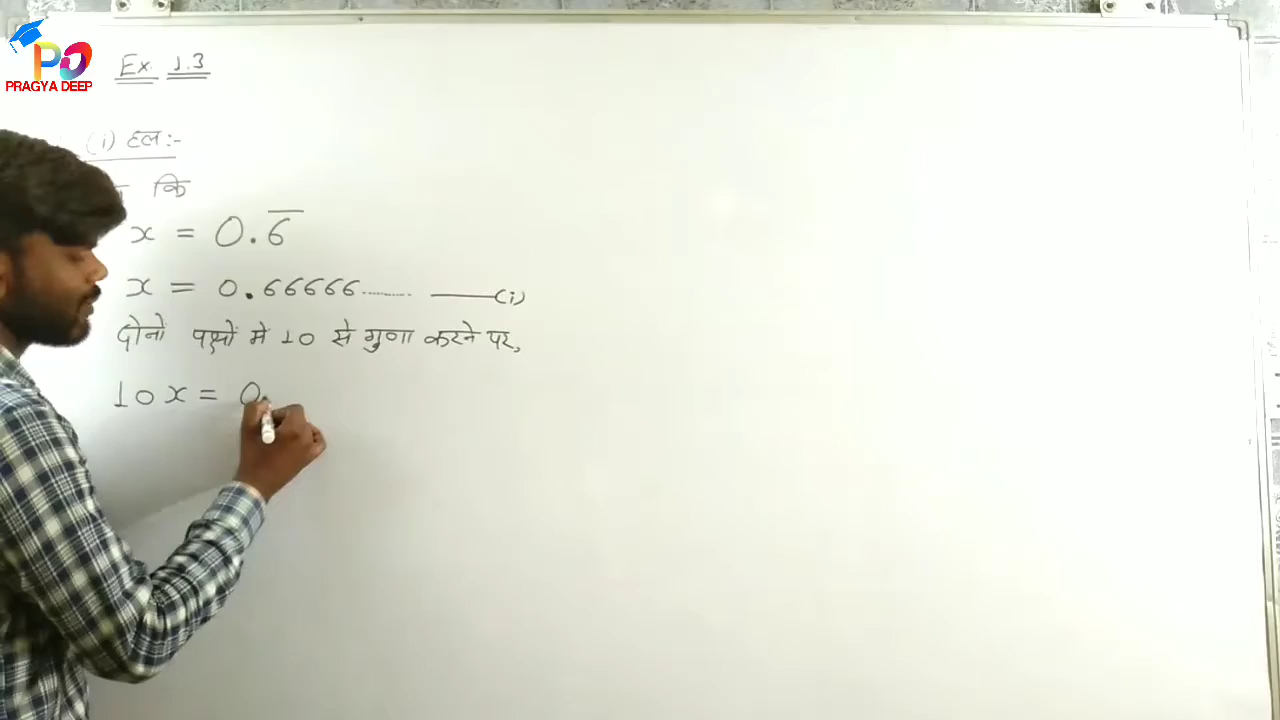 PRAGYA DEEP
Ex. 1.3
(i) हल :-
कि
x = 0.6̅
x = 0.66666........ ——(i)
दोनो पक्षों मे 10 से गुणा करने पर,
10x = 0.